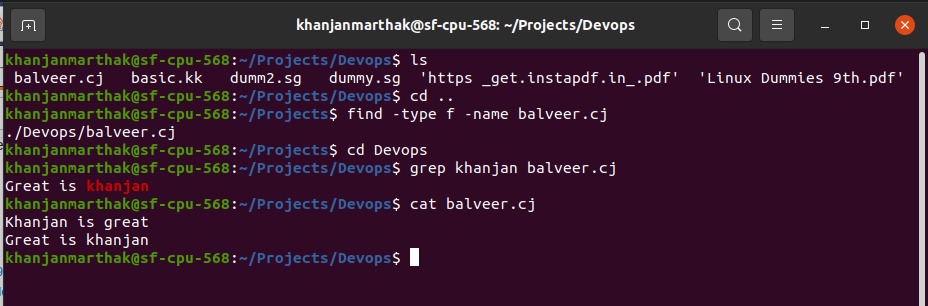 khanjanmarthak@sf-cpu-568: ~/Projects/Devops
khanjanmarthak@sf-cpu-568:~/Projects/Devops$ ls
balveer.cj basic.kk dumm2.sg dummy.sg 'https _get.instapdf.in_.pdf' 'Linux Dummies 9th.pdf'
khanjanmarthak@sf-cpu-568:~/Projects/Devops$ cd ..
khanjanmarthak@sf-cpu-568:~/Projects$ find -type f -name balveer.cj
./Devops/balveer.cj
khanjanmarthak@sf-cpu-568:~/Projects$ cd Devops
khanjanmarthak@sf-cpu-568:~/Projects/Devops$ grep khanjan balveer.cj
Great is khanjan
khanjanmarthak@sf-cpu-568:~/Projects/Devops$ cat balveer.cj
Khanjan is great
Great is khanjan
khanjanmarthak@sf-cpu-568:~/Projects/Devops$